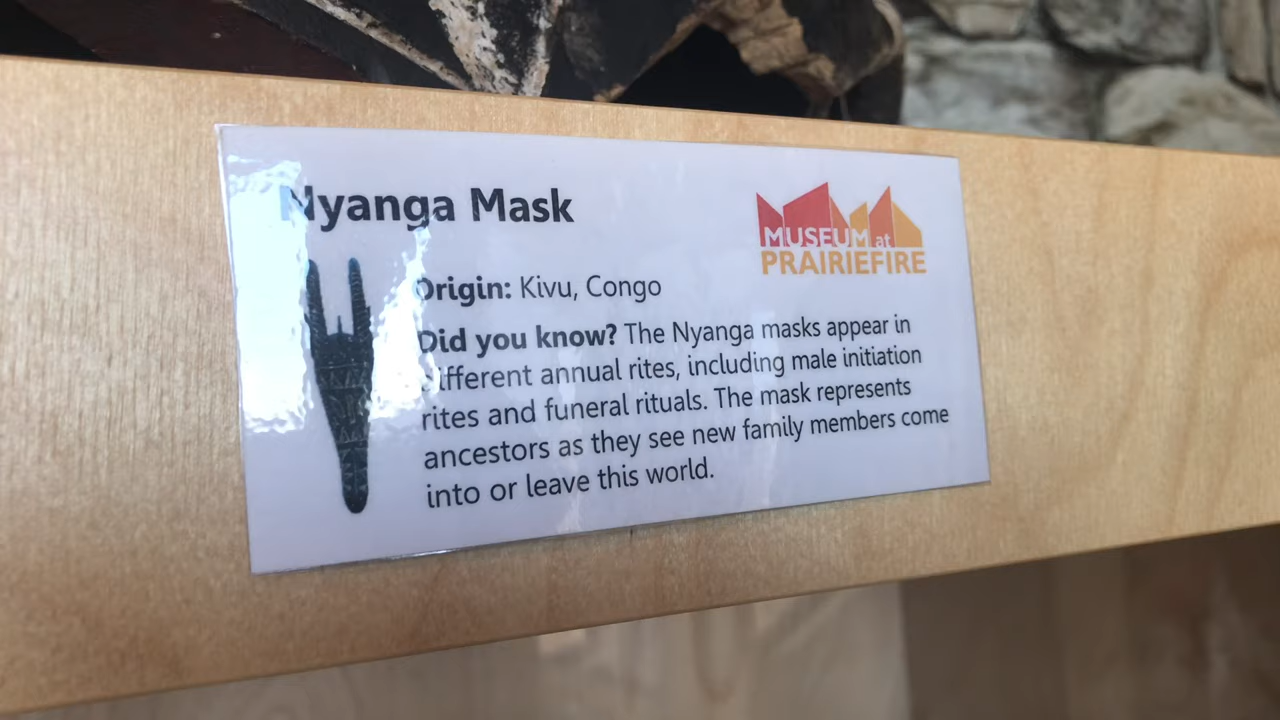 Nyanga Mask
MUSEUM at
PRAIRIEFIRE
Origin: Kivu, Congo
Did you know? The Nyanga masks appear in
different annual rites, including male initiation
rites and funeral rituals. The mask represents
ancestors as they see new family members come
into or leave this world.